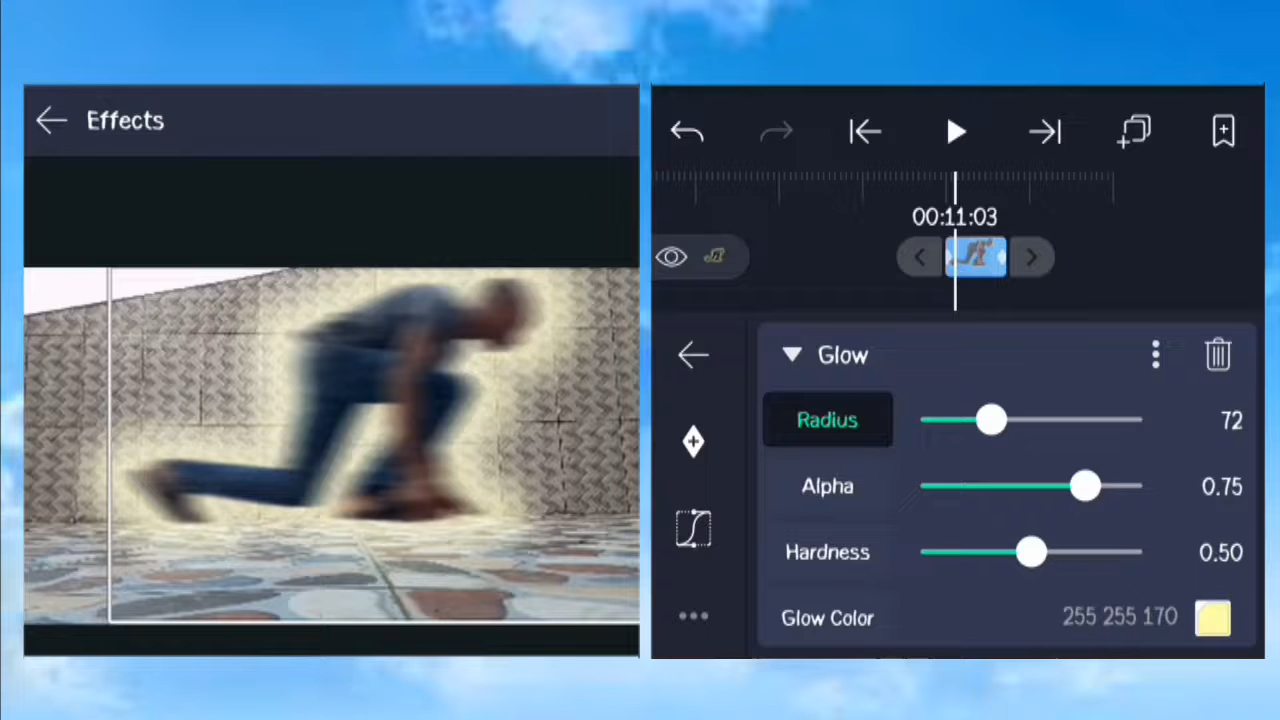 Effects
00:11:03
Glow
Radius 72
Alpha 0.75
Hardness 0.50
Glow Color 255 255 170